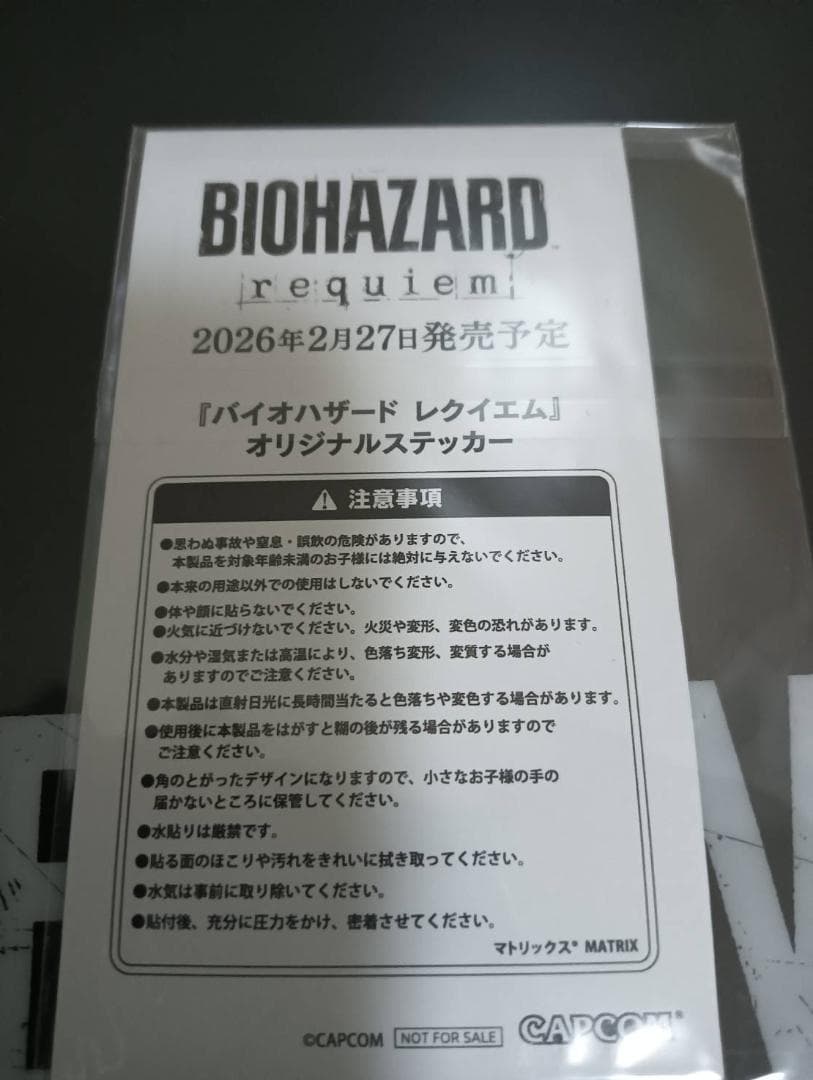 BIOHAZARD™
requiem
2026年2月27日発売予定
『バイオハザード レクイエム』
オリジナルステッカー
注意事項
●思わぬ事故や窒息・誤飲の危険がありますので、
本製品を対象年齢未満のお子様には絶対に与えないでください。
●本来の用途以外での使用はしないでください。
●体や顔に貼らないでください。
●火気に近づけないでください。火災や変形、変色の恐れがあります。
●水分や湿気または高温により、色落ち変形、変質する場合が
ありますのでご注意ください。
●本製品は直射日光に長時間当たると色落ちや変色する場合があります。
●使用後に本製品をはがすと糊の後が残る場合がありますので
ご注意ください。
●角のとがったデザインになりますので、小さなお子様の手の
届かないところに保管してください。
●水貼りは厳禁です。
●貼る面のほこりや汚れをきれいに拭き取ってください。
●水気は事前に取り除いてください。
●貼付後、充分に圧力をかけ、密着させてください。
マトリックス® MATRIX
©CAPCOM NOT FOR SALE CAPCOM®